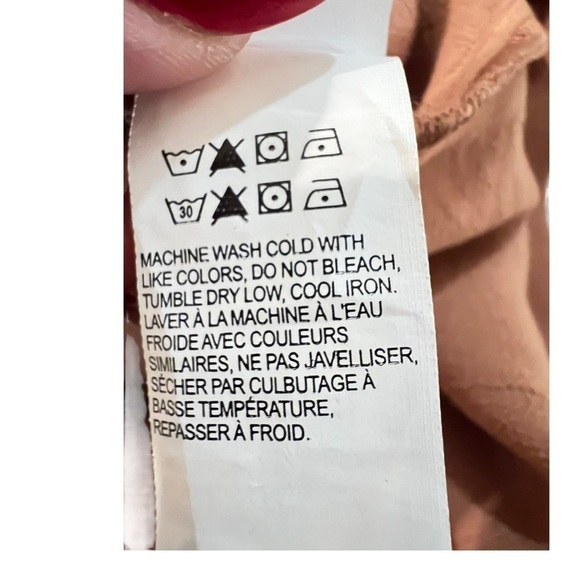 30
MACHINE WASH COLD WITH
LIKE COLORS, DO NOT BLEACH,
TUMBLE DRY LOW, COOL IRON.
LAVER À LA MACHINE À L'EAU
FROIDE AVEC COULEURS
SIMILAIRES, NE PAS JAVELLISER,
SÉCHER PAR CULBUTAGE À
BASSE TEMPÉRATURE,
REPASSER À FROID.